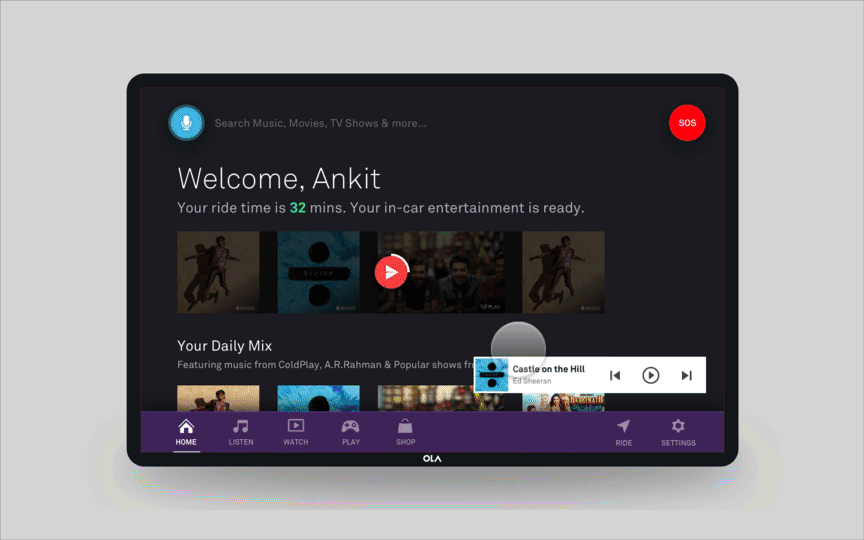 Search Music, Movies, TV Shows & more...
SOS
Welcome, Ankit
Your ride time is 32 mins. Your in-car entertainment is ready.
Your Daily Mix
Featuring music from ColdPlay, A.R.Rahman & Popular shows
Castle on the Hill
Ed Sheeran
HOME
LISTEN
WATCH
PLAY
SHOP
RIDE
SETTINGS
OLA